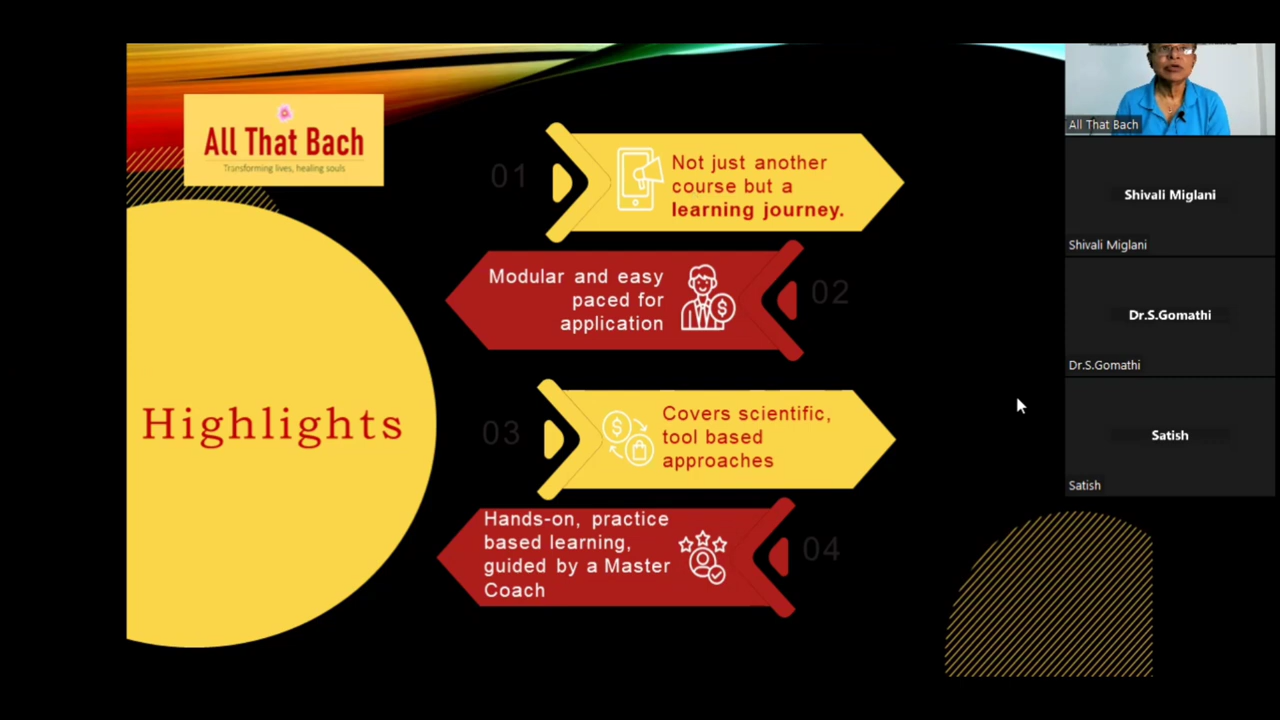 All That Bach
Transforming lives, healing souls
Highlights
01
Not just another
course but a
learning journey.
Modular and easy
paced for
application
02
03
Covers scientific,
tool based
approaches
Hands-on, practice
based learning,
guided by a Master
Coach
04
All That Bach
Shivali Miglani
Shivali Miglani
Dr.S.Gomathi
Dr.S.Gomathi
Satish
Satish